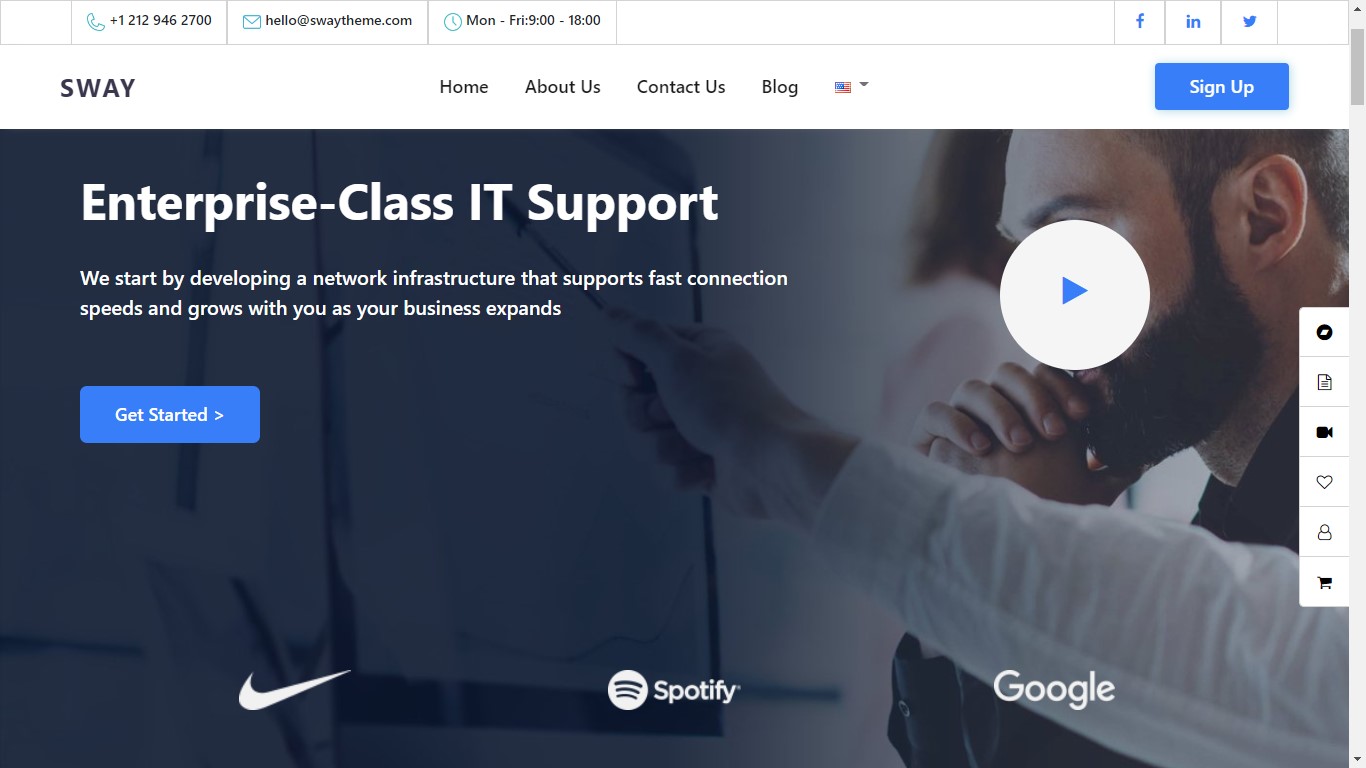 +1 212 946 2700
hello@swaytheme.com
Mon - Fri:9:00 - 18:00
SWAY
Home
About Us
Contact Us
Blog
Sign Up
Enterprise-Class IT Support
We start by developing a network infrastructure that supports fast connection
speeds and grows with you as your business expands
Get Started >
Spotify
Google